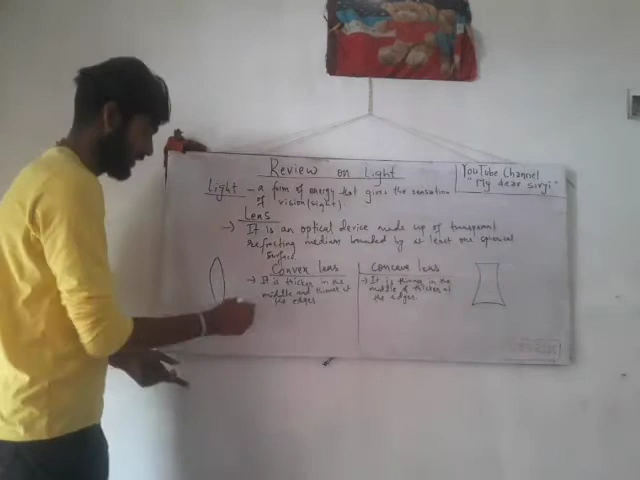 Review on Light
YouTube Channel
"My dear sirji"
Light - a form of energy that gives the sensation
of vision (sight).
Lens
→ It is an optical device made up of transparent
refracting medium bounded by at least one sperical
surface
Convex lens
→ It is thicker in the
middle and thinner at
the edges
Concave lens
→ It is thinner in the
middle & thicker at
the edges